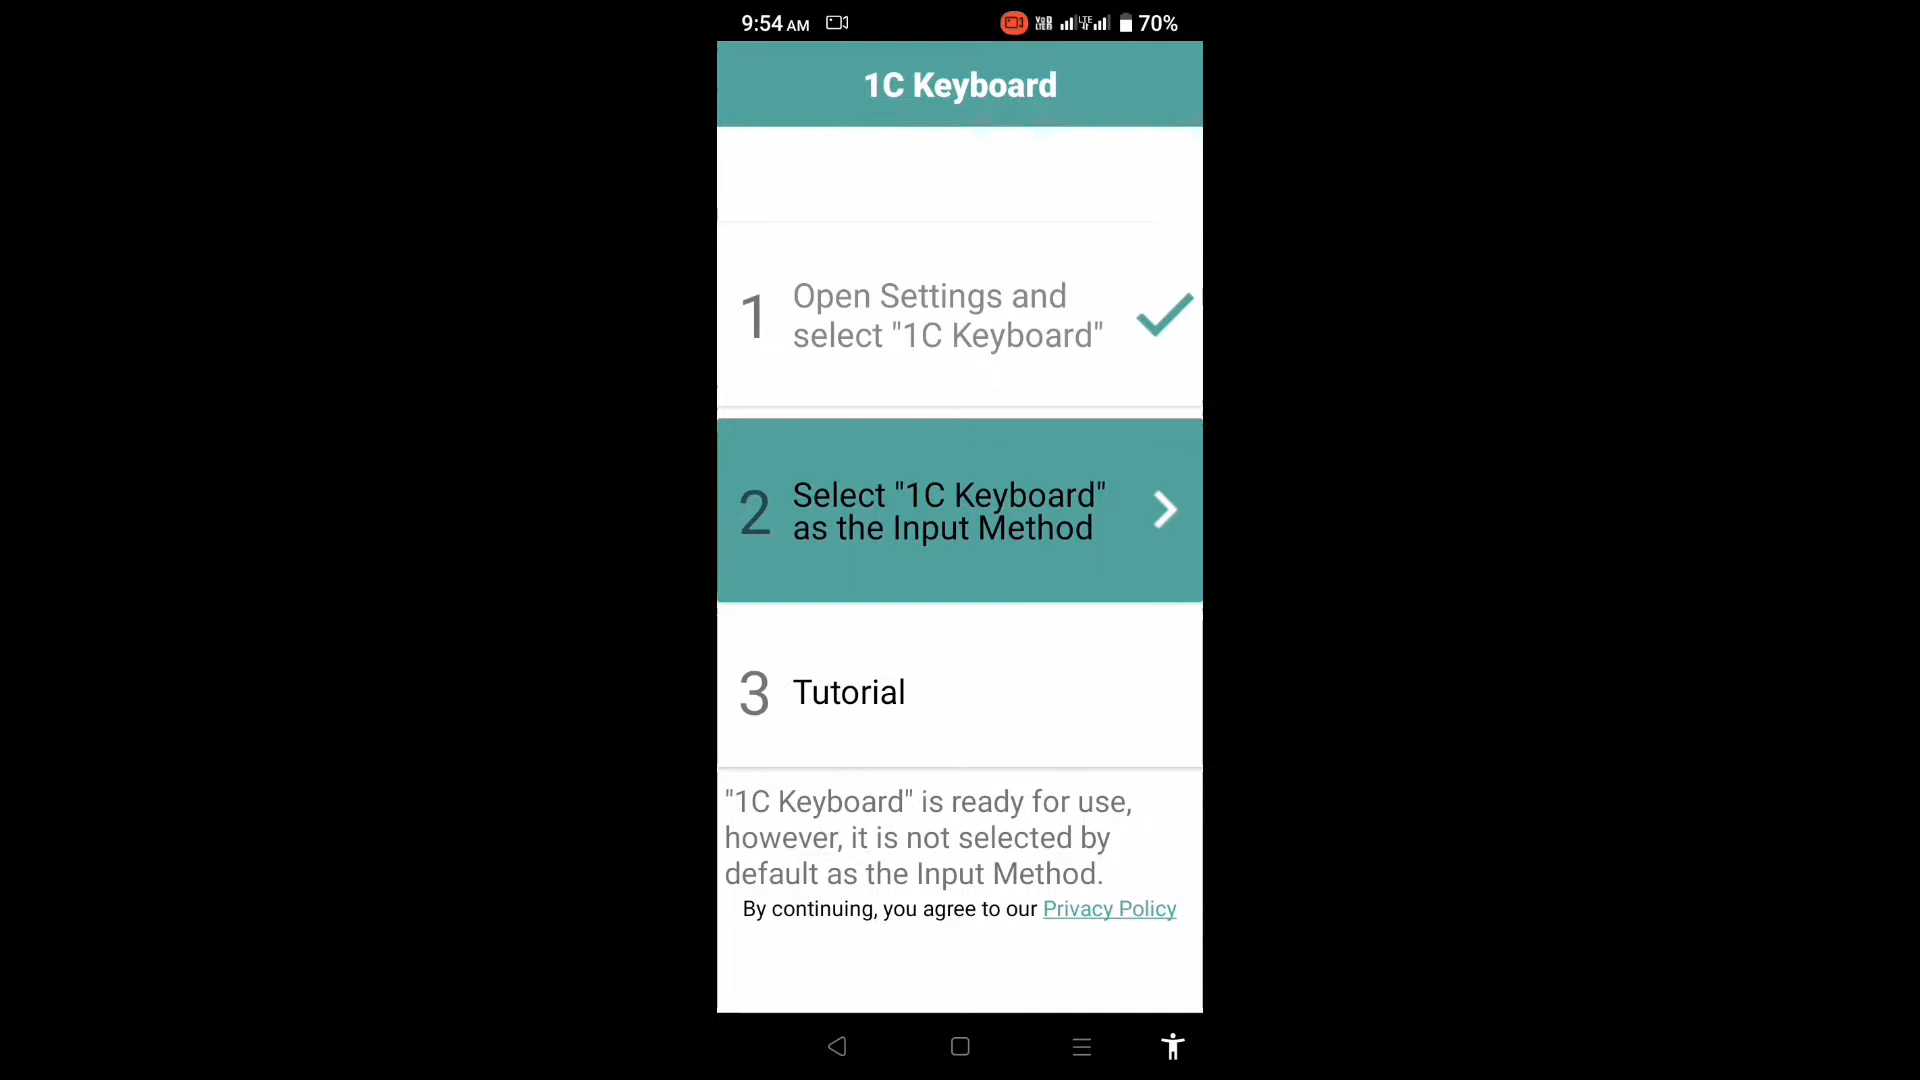 9:54 AM
70%
1C Keyboard
1 Open Settings and
select "1C Keyboard"
2 Select "1C Keyboard"
as the Input Method
3 Tutorial
"1C Keyboard" is ready for use,
however, it is not selected by
default as the Input Method.
By continuing, you agree to our Privacy Policy